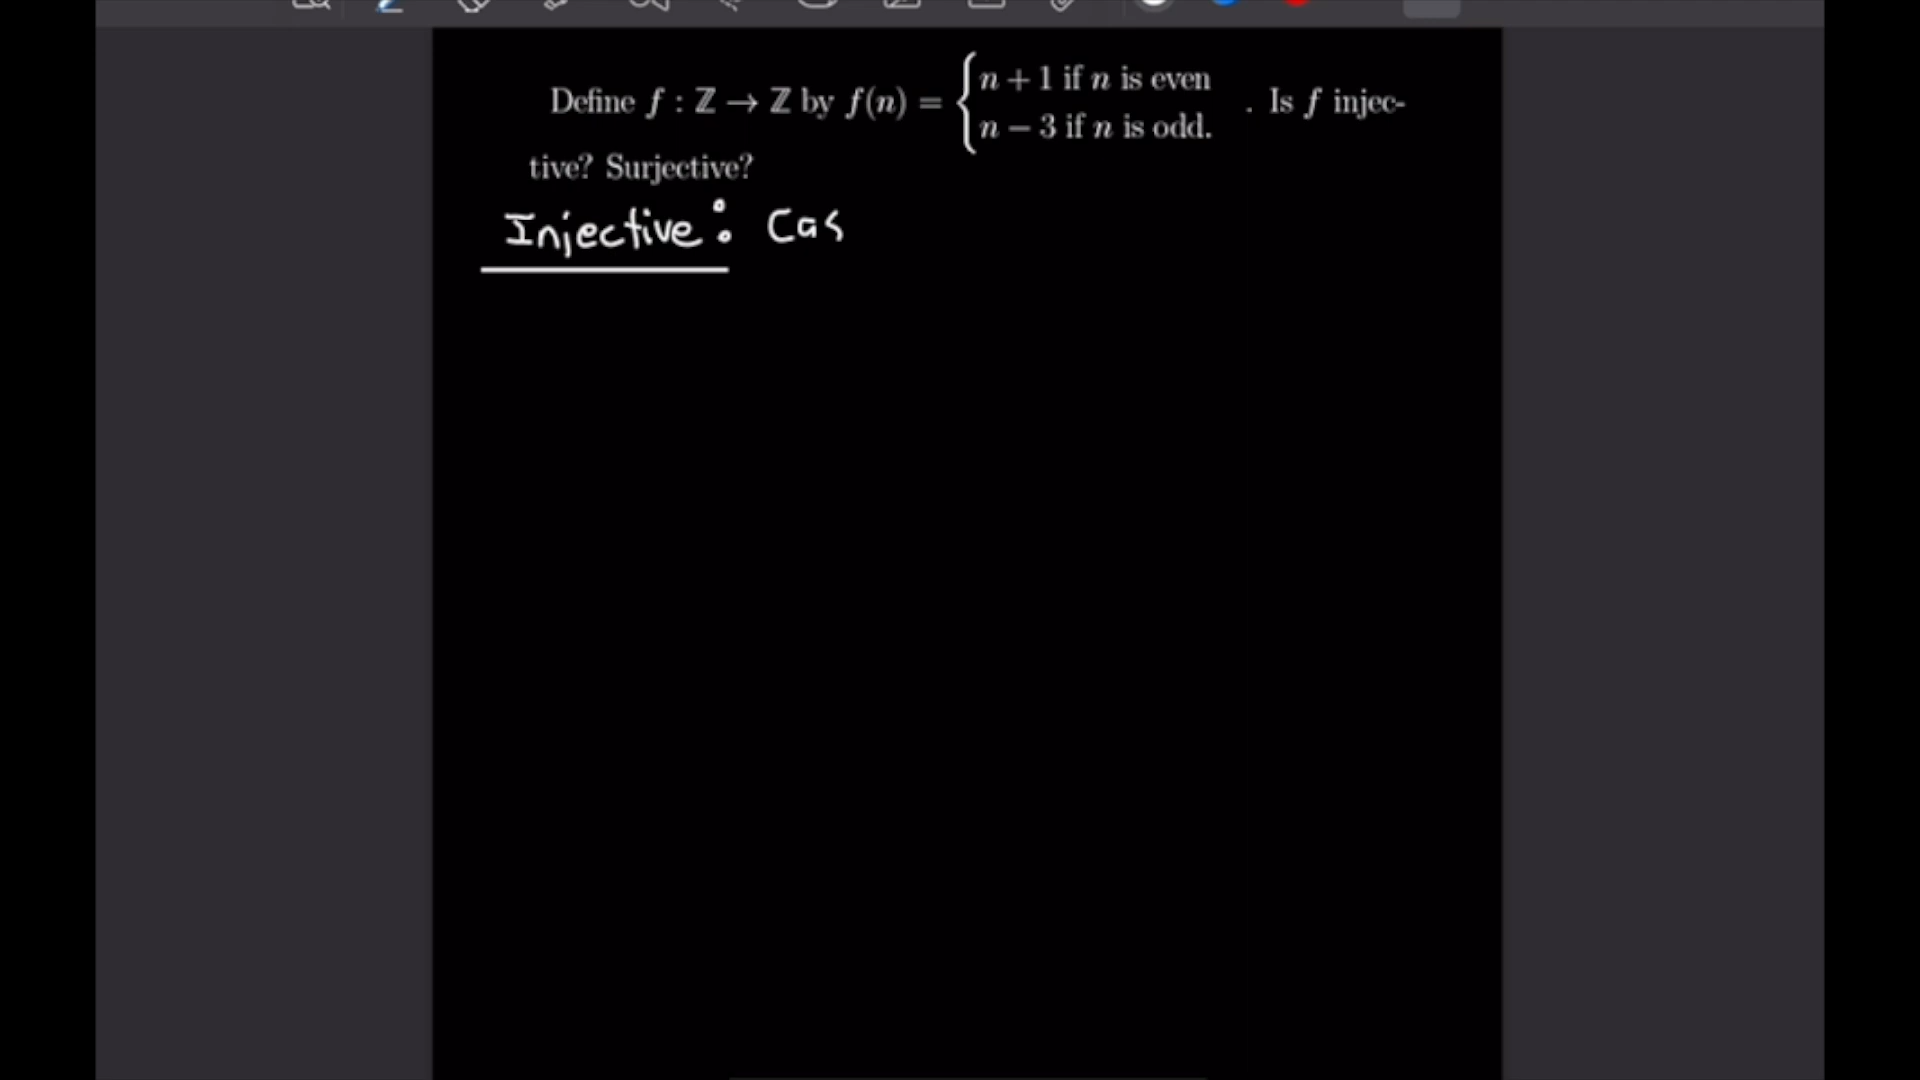 Define f : ℤ → ℤ by f(n) = { n + 1 if n is even
n − 3 if n is odd. . Is f injec-
tive? Surjective?
Injective: Cas